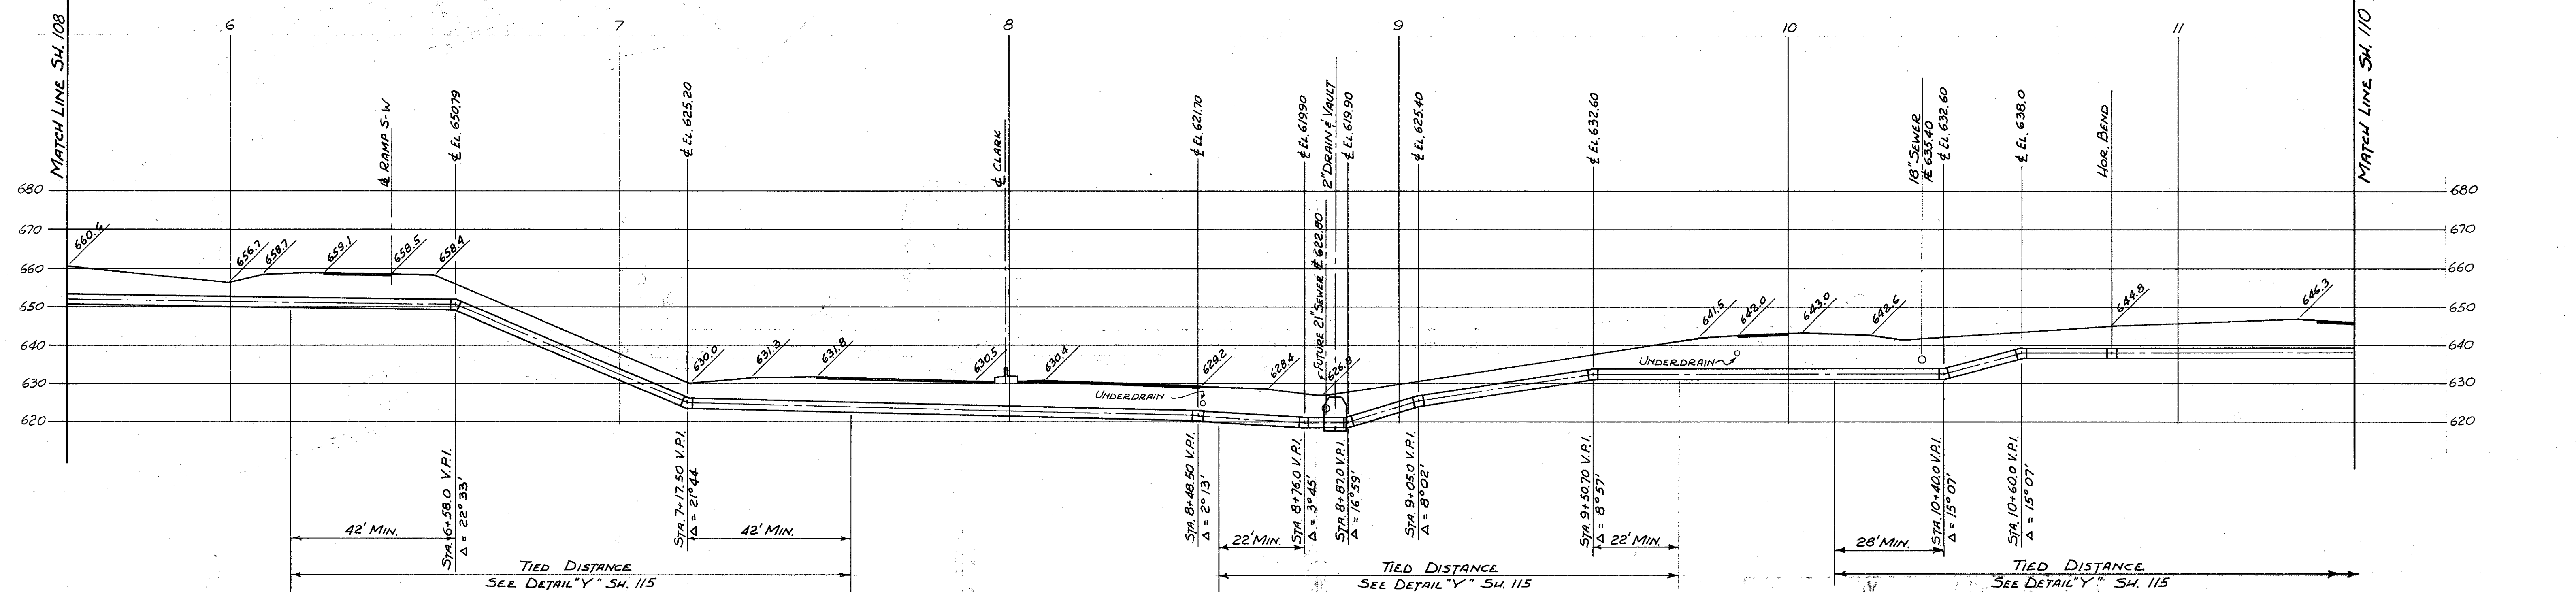 MATCH LINE SH. 108
6
7
8
9
10
11
MATCH LINE SH. 110
℄ RAMP S-W
℄ EL. 650.79
℄ EL. 625.20
℄ CLARK
℄ EL. 621.70
℄ EL. 619.90
2" DRAIN & VAULT
℄ EL. 619.90
℄ EL. 625.40
℄ EL. 632.60
18" SEWER
℄ 635.40
℄ EL. 632.60
℄ EL. 638.0
HOR. BEND
℄ FUTURE 21" SEWER ℄ 622.80
680
670
660
650
640
630
620
680
670
660
650
640
630
620
660.6
656.7
658.7
659.1
658.5
658.4
630.0
631.3
631.8
630.5
630.4
629.2
628.4
626.8
641.5
642.0
643.0
642.6
644.8
646.3
UNDERDRAIN
UNDERDRAIN
STA. 6+58.0 V.P.I.
Δ = 22°33'
STA. 7+17.50 V.P.I.
Δ = 21°44
STA. 8+48.50 V.P.I.
Δ = 2°13'
STA. 8+76.0 V.P.I.
Δ = 3°45'
STA. 8+87.0 V.P.I.
Δ = 16°59'
STA. 9+05.0 V.P.I.
Δ = 8°02'
STA. 9+50.70 V.P.I.
Δ = 8°57'
STA. 10+40.0 V.P.I.
Δ = 15°07'
STA. 10+60.0 V.P.I.
Δ = 15°07'
42' MIN.
42' MIN.
22' MIN.
22' MIN.
28' MIN.
TIED DISTANCE
SEE DETAIL "Y" SH. 115
TIED DISTANCE
SEE DETAIL "Y" SH. 115
TIED DISTANCE
SEE DETAIL "Y" SH. 115